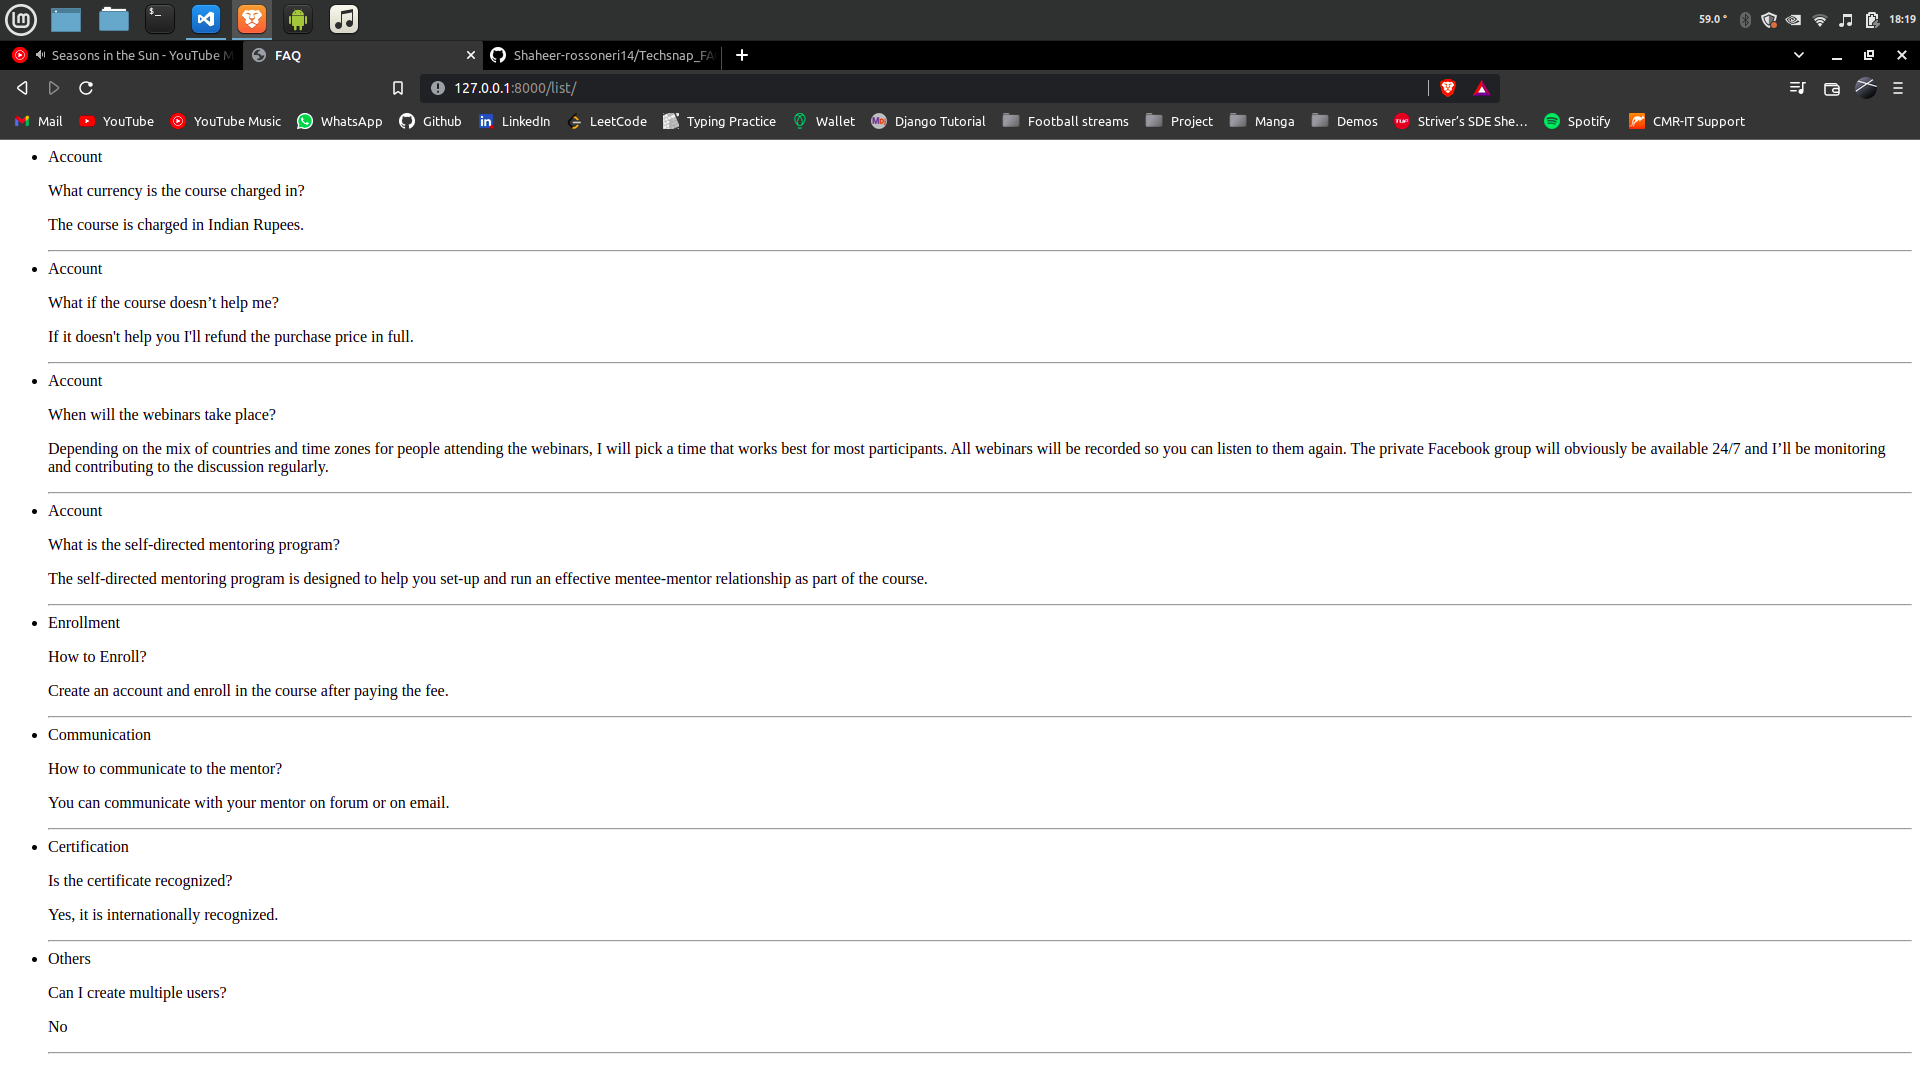 59.0 °
18:19
Seasons in the Sun - YouTube M
FAQ
Shaheer-rossoneri14/Techsnap_FA
127.0.0.1:8000/list/
Mail
YouTube
YouTube Music
WhatsApp
Github
LinkedIn
LeetCode
Typing Practice
Wallet
Django Tutorial
Football streams
Project
Manga
Demos
Striver’s SDE She…
Spotify
CMR-IT Support
Account
What currency is the course charged in?
The course is charged in Indian Rupees.
Account
What if the course doesn’t help me?
If it doesn't help you I'll refund the purchase price in full.
Account
When will the webinars take place?
Depending on the mix of countries and time zones for people attending the webinars, I will pick a time that works best for most participants. All webinars will be recorded so you can listen to them again. The private Facebook group will obviously be available 24/7 and I’ll be monitoring
and contributing to the discussion regularly.
Account
What is the self-directed mentoring program?
The self-directed mentoring program is designed to help you set-up and run an effective mentee-mentor relationship as part of the course.
Enrollment
How to Enroll?
Create an account and enroll in the course after paying the fee.
Communication
How to communicate to the mentor?
You can communicate with your mentor on forum or on email.
Certification
Is the certificate recognized?
Yes, it is internationally recognized.
Others
Can I create multiple users?
No